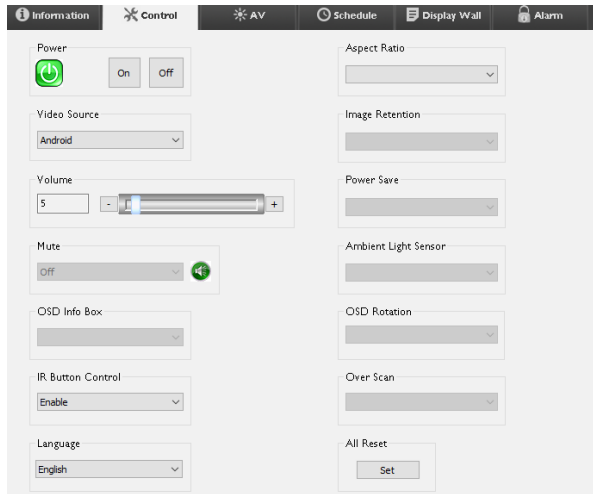 Information Control AV Schedule Display Wall Alarm
Power
On Off
Aspect Ratio
Video Source
Android
Image Retention
Volume
5 - +
Power Save
Mute
Off
Ambient Light Sensor
OSD Info Box
OSD Rotation
IR Button Control
Enable
Over Scan
Language
English
All Reset
Set